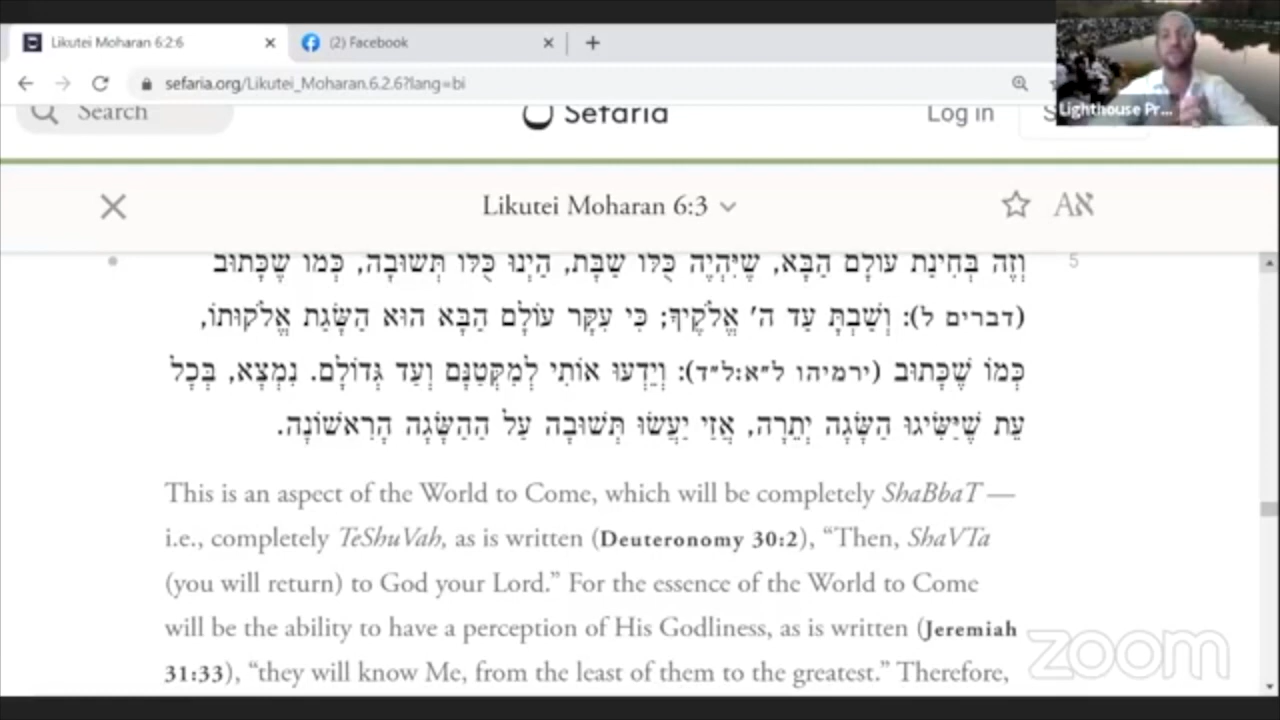 Likutei Moharan 6:2:6
(2) Facebook
sefaria.org/Likutei_Moharan.6.2.6?lang=bi
Lighthouse Pr...
Search
Sefaria
Log in
S
Likutei Moharan 6:3
Aא
5
וְזֶה בְּחִינַת עוֹלָם הַבָּא, שֶׁיִּהְיֶה כֻּלּוֹ שַׁבָּת, הַיְנוּ כֻּלּוֹ תְּשׁוּבָה, כְּמוֹ שֶׁכָּתוּב
(דברים ל): וְשַׁבְתָּ עַד ה' אֱלֹקֶיךָ; כִּי עִקָּר עוֹלָם הַבָּא הוּא הַשָּׂגַת אֱלֹקוּתוֹ,
כְּמוֹ שֶׁכָּתוּב (ירמיהו ל״א:ל״ד): וְיֵדְעוּ אוֹתִי לְמִקְּטַנָּם וְעַד גְּדוֹלָם. נִמְצָא, בְּכָל
עֵת שֶׁיַּשִּׂיגוּ הַשָּׂגָה יְתֵרָה, אֲזַי יַעֲשׂוּ תְּשׁוּבָה עַל הַהַשָּׂגָה הָרִאשׁוֹנָה.
This is an aspect of the World to Come, which will be completely ShaBbaT —
i.e., completely TeShuVah, as is written (Deuteronomy 30:2), “Then, ShaVTa
(you will return) to God your Lord.” For the essence of the World to Come
will be the ability to have a perception of His Godliness, as is written (Jeremiah
31:33), “they will know Me, from the least of them to the greatest.” Therefore,
zoom